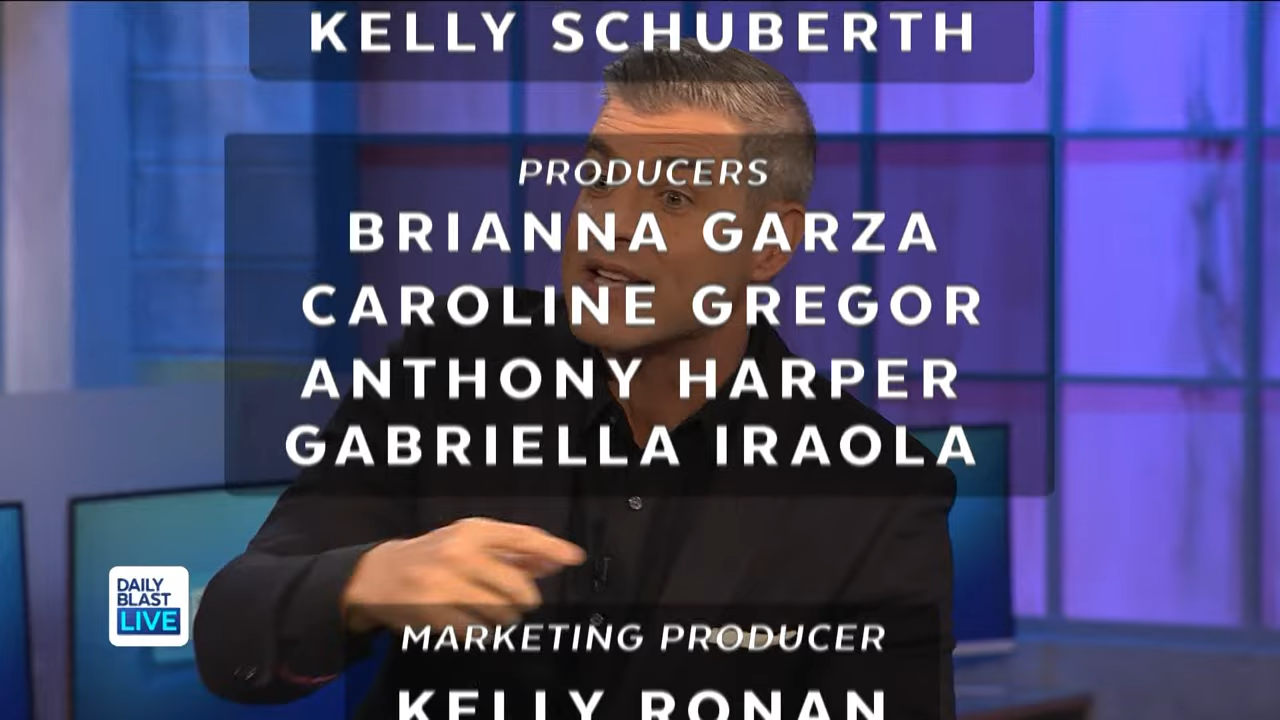 KELLY SCHUBERTH
PRODUCERS
BRIANNA GARZA
CAROLINE GREGOR
ANTHONY HARPER
GABRIELLA IRAOLA
DAILY
BLAST
LIVE
MARKETING PRODUCER
KELLY RONAN